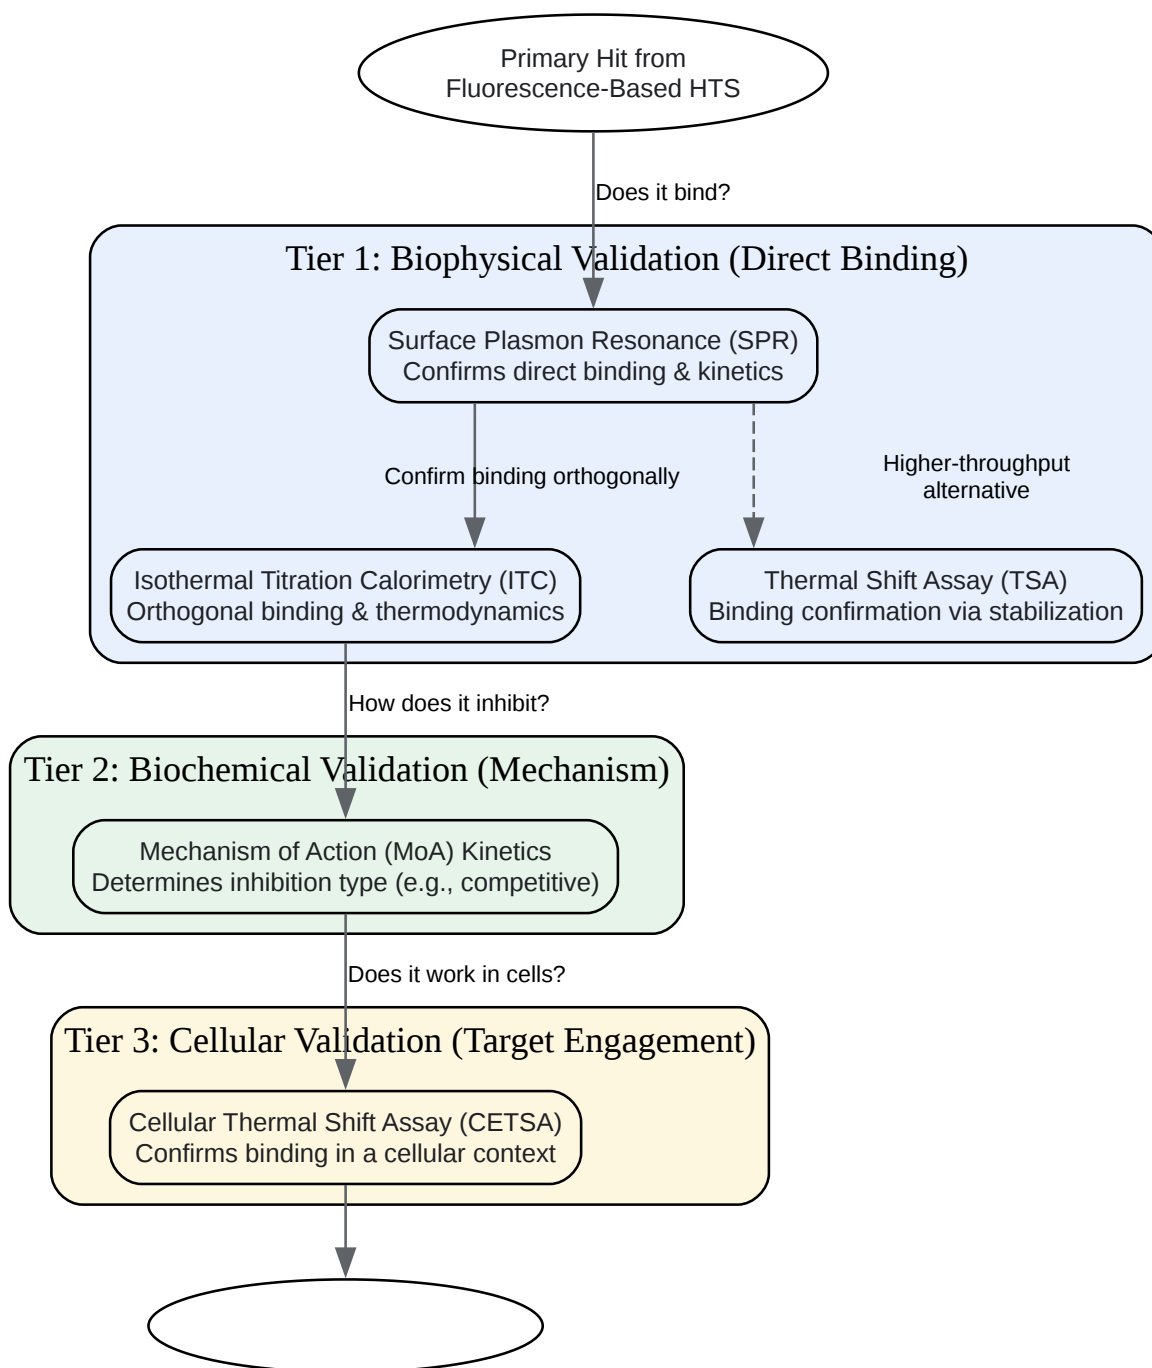 Primary Hit from
Fluorescence-Based HTS
Does it bind?
Tier 1: Biophysical Validation (Direct Binding)
Surface Plasmon Resonance (SPR)
Confirms direct binding & kinetics
Confirm binding orthogonally
Higher-throughput
alternative
Isothermal Titration Calorimetry (ITC)
Orthogonal binding & thermodynamics
Thermal Shift Assay (TSA)
Binding confirmation via stabilization
How does it inhibit?
Tier 2: Biochemical Validation (Mechanism)
Mechanism of Action (MoA) Kinetics
Determines inhibition type (e.g., competitive)
Does it work in cells?
Tier 3: Cellular Validation (Target Engagement)
Cellular Thermal Shift Assay (CETSA)
Confirms binding in a cellular context